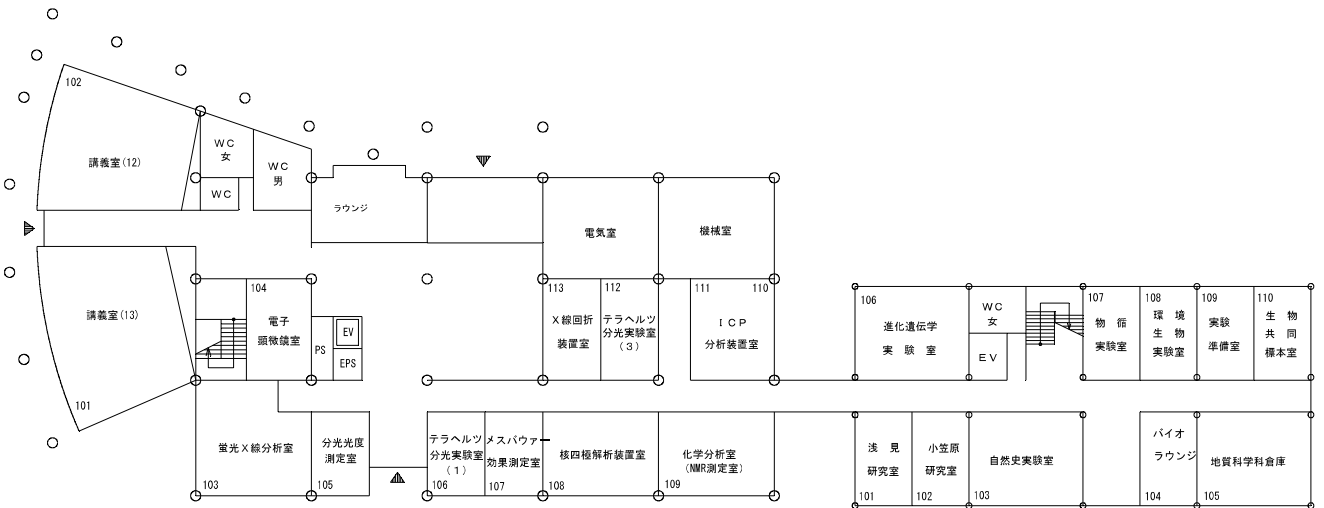 102
講義室(12)
WC
女
WC
男
WC
ラウンジ
電気室
機械室
101
講義室(13)
104
電子
顕微鏡室
PS
EV
EPS
113
X線回折
装置室
112
テラヘルツ
分光実験室
(3)
111
110
ICP
分析装置室
106
進化遺伝学
実験室
WC
女
EV
107
物循
実験室
108
環境
生物
実験室
109
実験
準備室
110
生物
共同
標本室
蛍光X線分析室
103
分光光度
測定室
105
テラヘルツ
分光実験室
(1)
106
メスバウァー
効果測定室
107
核四極解析装置室
108
化学分析室
(NMR測定室)
109
浅見
研究室
101
小笠原
研究室
102
自然史実験室
103
バイオ
ラウンジ
104
地質科学科倉庫
105